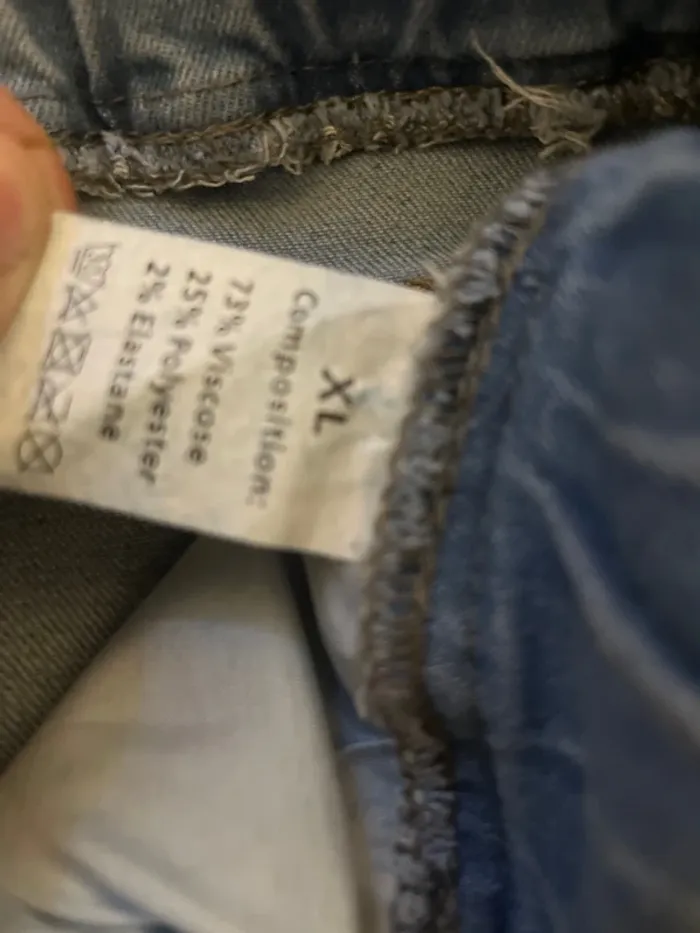 XL
Composition:
73% Viscose
25% Polyester
2% Elastane